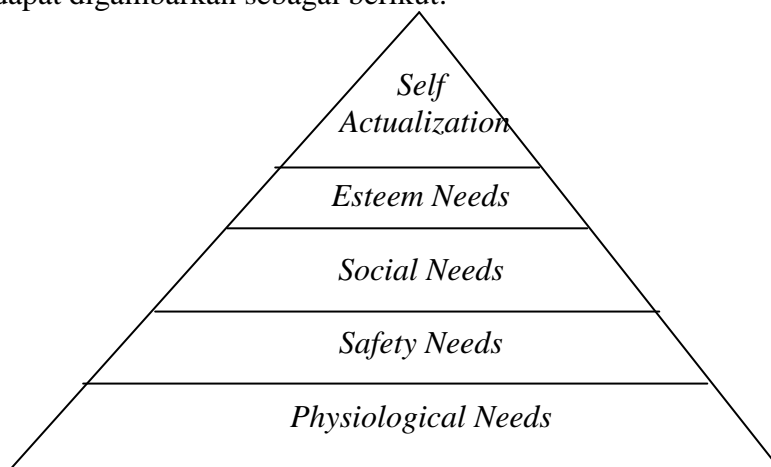 dapat digambarkan sebagai berikut:
Self
Actualization
Esteem Needs
Social Needs
Safety Needs
Physiological Needs